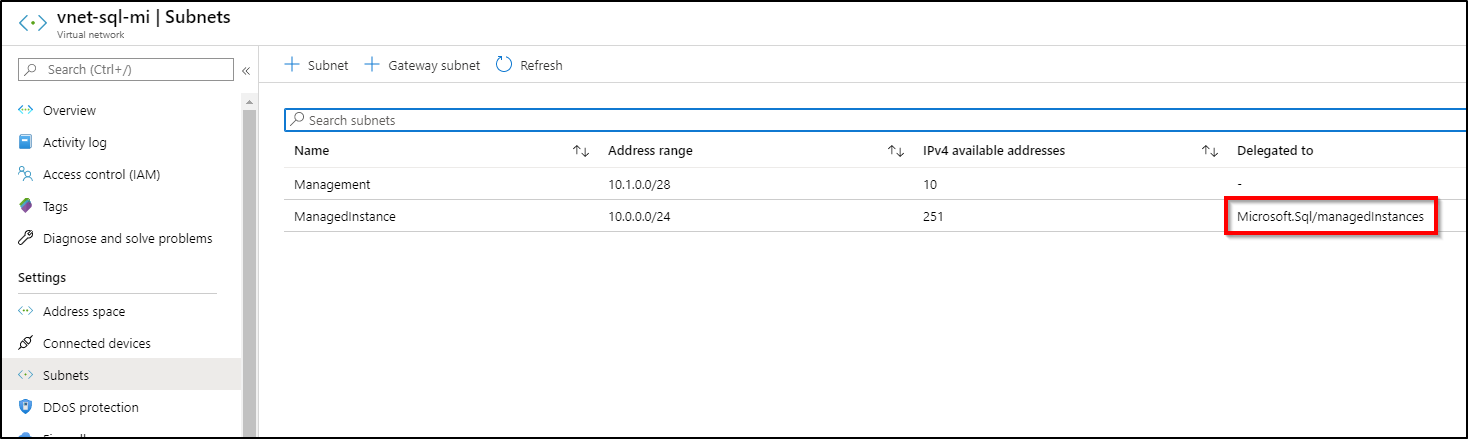 vnet-sql-mi | Subnets
Virtual network
Search (Ctrl+/)
«
Overview
Activity log
Access control (IAM)
Tags
Diagnose and solve problems
Settings
Address space
Connected devices
Subnets
DDoS protection
Firewall
+ Subnet + Gateway subnet Refresh
Search subnets
Name Address range IPv4 available addresses Delegated to
Management 10.1.0.0/28 10 -
ManagedInstance 10.0.0.0/24 251 Microsoft.Sql/managedInstances